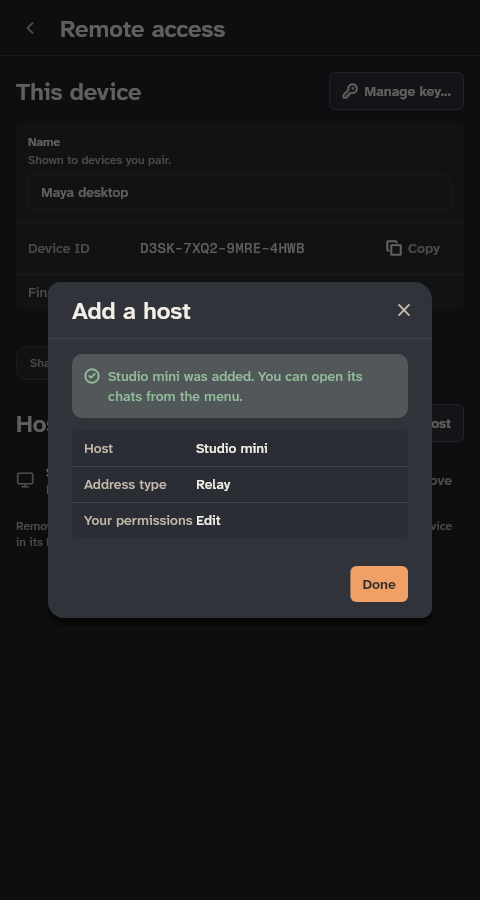 Remote access
This device
Manage key...
Name
Shown to devices you pair.
Maya desktop
Device ID D3SK-7XQ2-9MRE-4HWB Copy
Add a host
Studio mini was added. You can open its
chats from the menu.
Host Studio mini
Address type Relay
Your permissions Edit
Done
in its